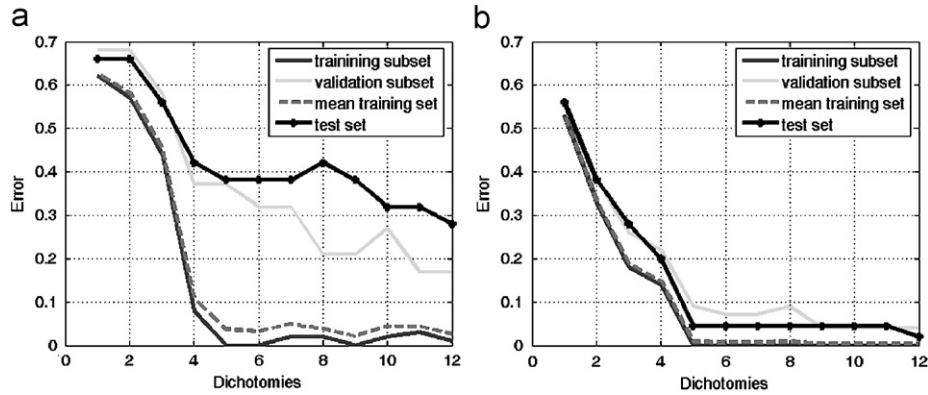 a
0.7
0.6
0.5
0.4
0.3
0.2
0.1
0
Error
0 2 4 6 8 10 12
Dichotomies
trainining subset
validation subset
mean training set
test set
b
0.7
0.6
0.5
0.4
0.3
0.2
0.1
0
Error
0 2 4 6 8 10 12
Dichotomies
trainining subset
validation subset
mean training set
test set